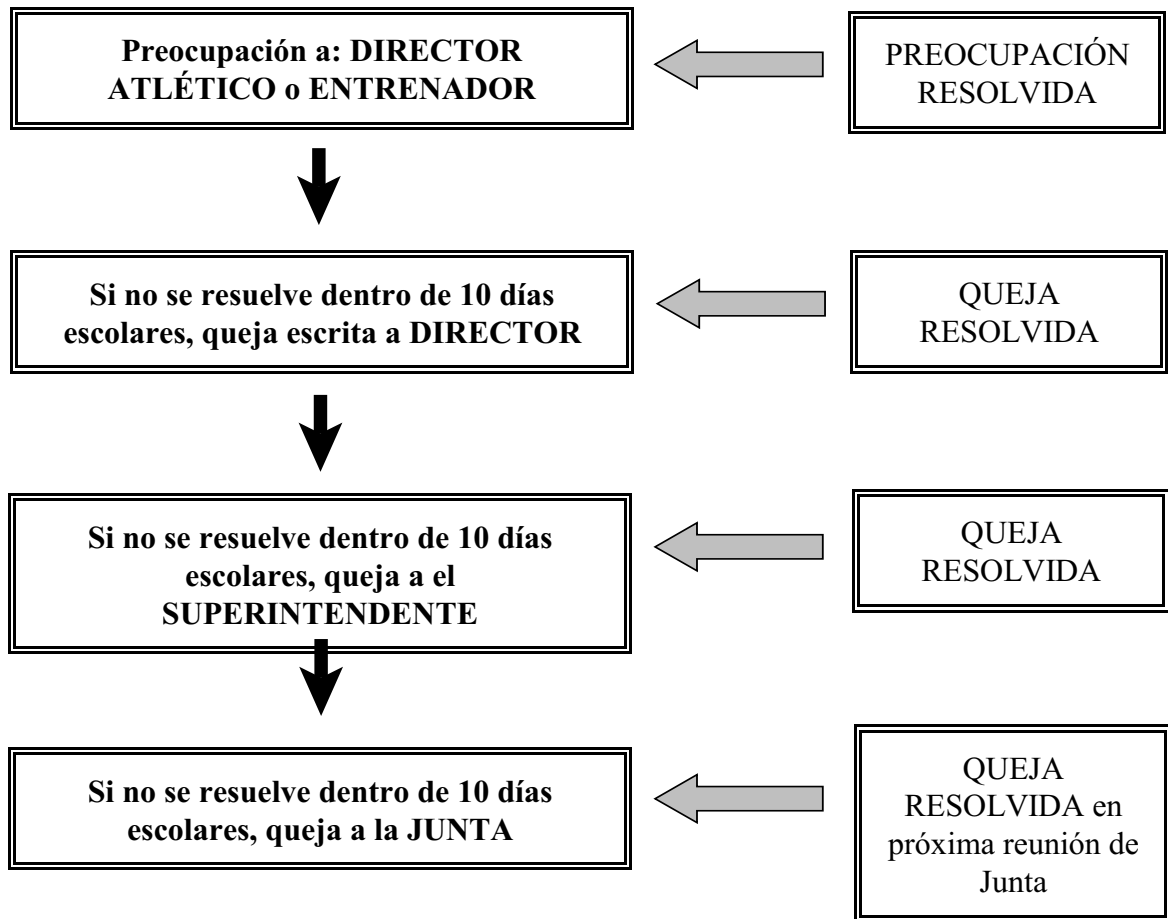 Preocupación a: DIRECTOR
ATLÉTICO o ENTRENADOR
PREOCUPACIÓN
RESOLVIDA
Si no se resuelve dentro de 10 días
escolares, queja escrita a DIRECTOR
QUEJA
RESOLVIDA
Si no se resuelve dentro de 10 días
escolares, queja a el
SUPERINTENDENTE
QUEJA
RESOLVIDA
Si no se resuelve dentro de 10 días
escolares, queja a la JUNTA
QUEJA
RESOLVIDA en
próxima reunión de
Junta